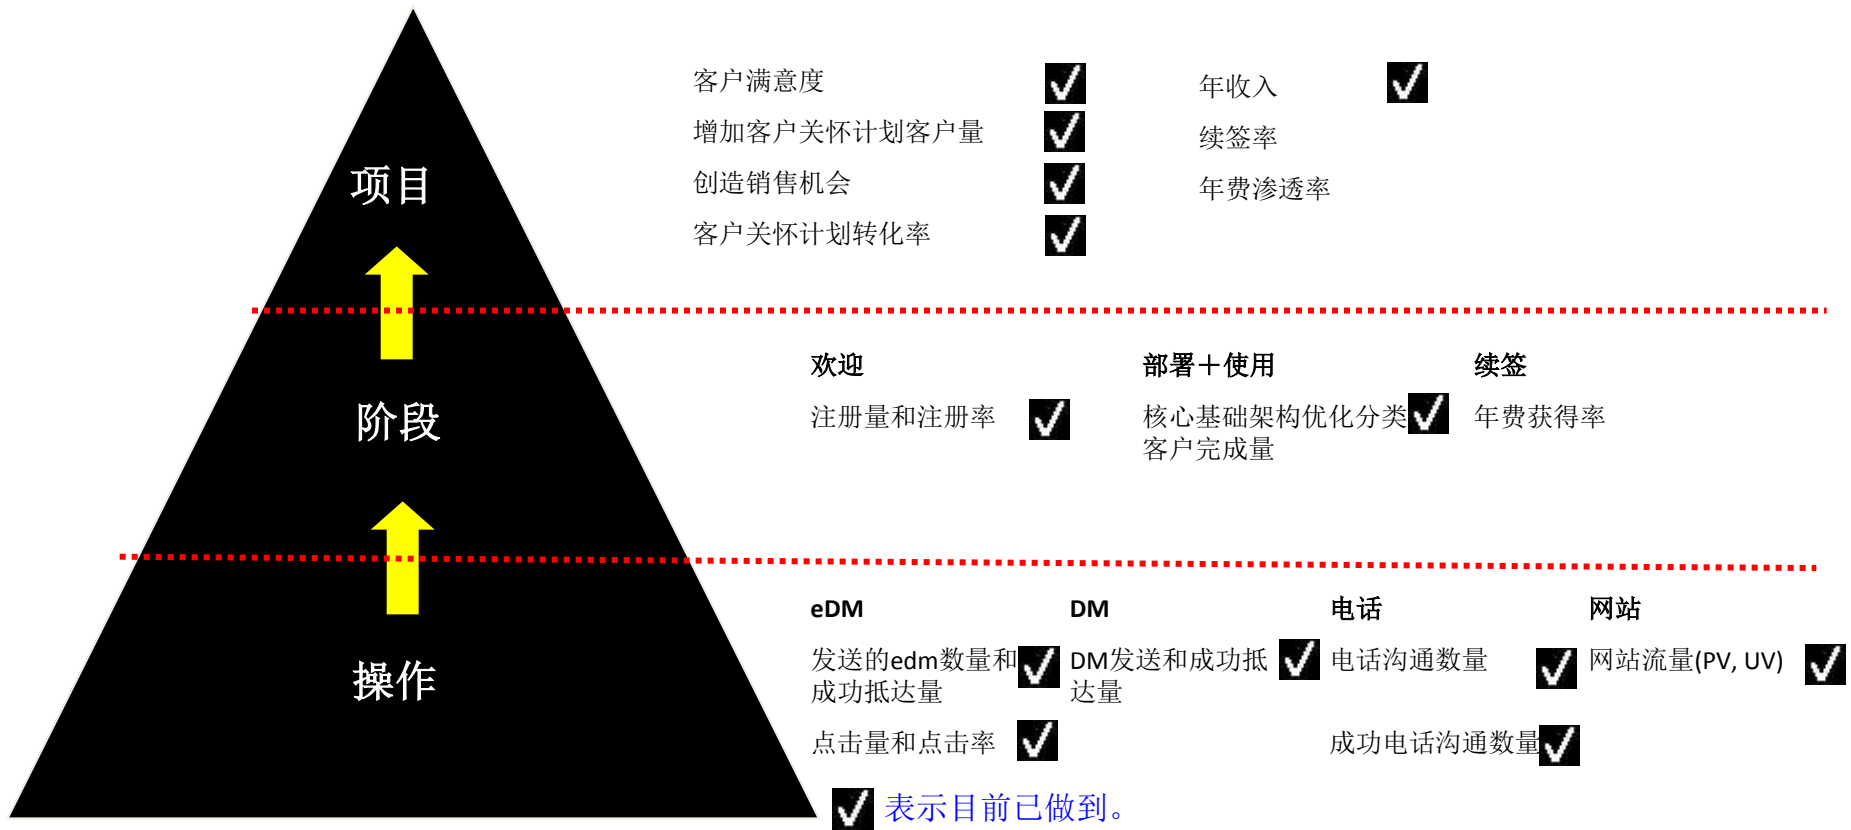 客户满意度
年收入
增加客户关怀计划客户量
续签率
创造销售机会
年费渗透率
客户关怀计划转化率
项目
欢迎
部署＋使用
续签
注册量和注册率
核心基础架构优化分类
客户完成量
年费获得率
阶段
eDM
DM
电话
网站
发送的edm数量和
成功抵达量
DM发送和成功抵
达量
电话沟通数量
网站流量(PV, UV)
操作
点击量和点击率
成功电话沟通数量
表示目前已做到。